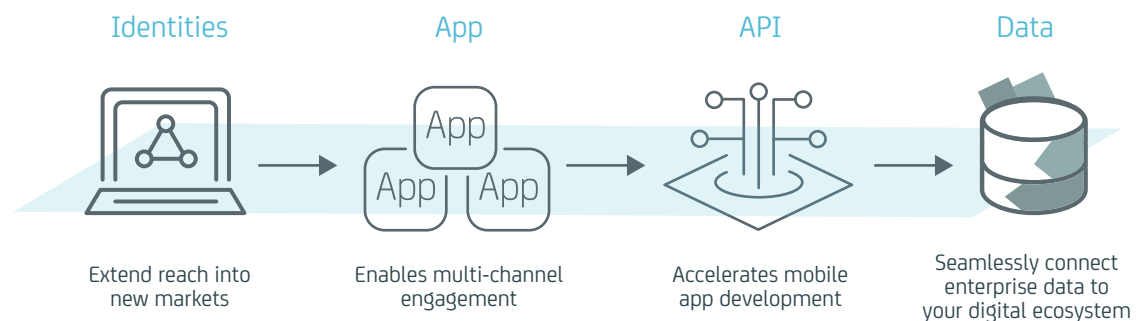 Identities
App
API
Data
App
App
App
Extend reach into
new markets
Enables multi-channel
engagement
Accelerates mobile
app development
Seamlessly connect
enterprise data to
your digital ecosystem